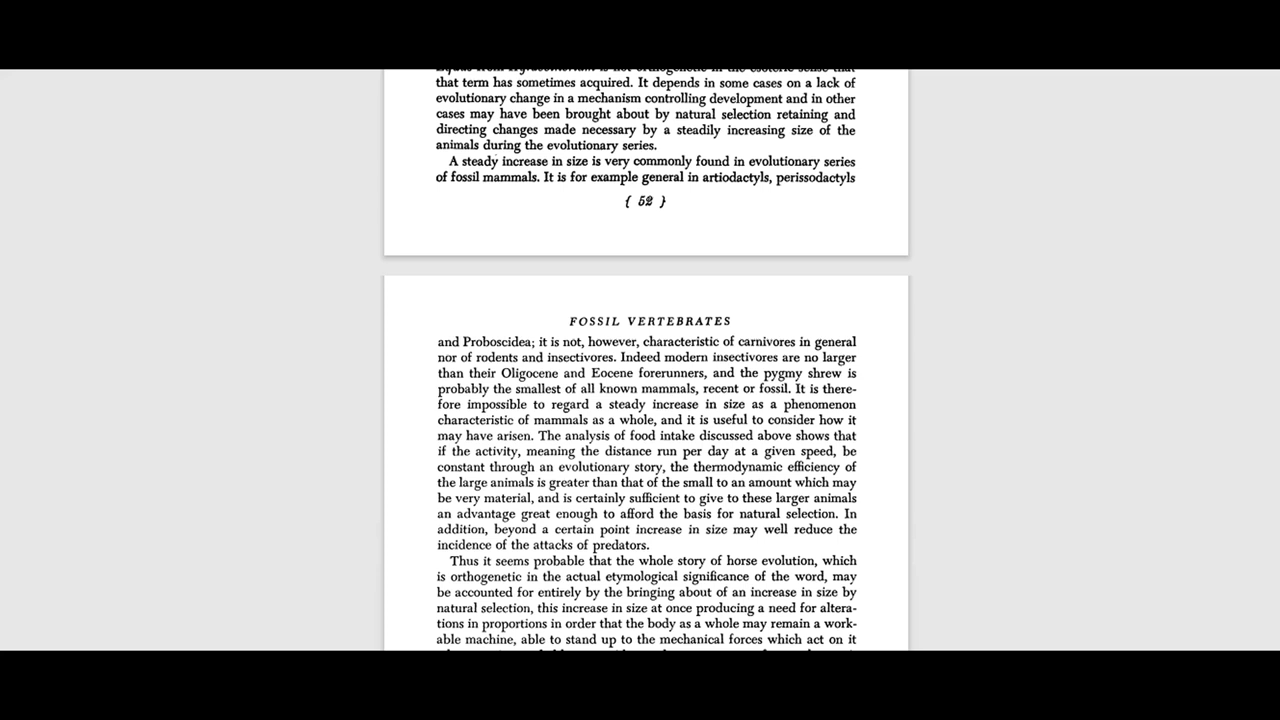 that term has sometimes acquired. It depends in some cases on a lack of
evolutionary change in a mechanism controlling development and in other
cases may have been brought about by natural selection retaining and
directing changes made necessary by a steadily increasing size of the
animals during the evolutionary series.
A steady increase in size is very commonly found in evolutionary series
of fossil mammals. It is for example general in artiodactyls, perissodactyls
{ 52 }
FOSSIL VERTEBRATES
and Proboscidea; it is not, however, characteristic of carnivores in general
nor of rodents and insectivores. Indeed modern insectivores are no larger
than their Oligocene and Eocene forerunners, and the pygmy shrew is
probably the smallest of all known mammals, recent or fossil. It is there-
fore impossible to regard a steady increase in size as a phenomenon
characteristic of mammals as a whole, and it is useful to consider how it
may have arisen. The analysis of food intake discussed above shows that
if the activity, meaning the distance run per day at a given speed, be
constant through an evolutionary story, the thermodynamic efficiency of
the large animals is greater than that of the small to an amount which may
be very material, and is certainly sufficient to give to these larger animals
an advantage great enough to afford the basis for natural selection. In
addition, beyond a certain point increase in size may well reduce the
incidence of the attacks of predators.
Thus it seems probable that the whole story of horse evolution, which
is orthogenetic in the actual etymological significance of the word, may
be accounted for entirely by the bringing about of an increase in size by
natural selection, this increase in size at once producing a need for altera-
tions in proportions in order that the body as a whole may remain a work-
able machine, able to stand up to the mechanical forces which act on it